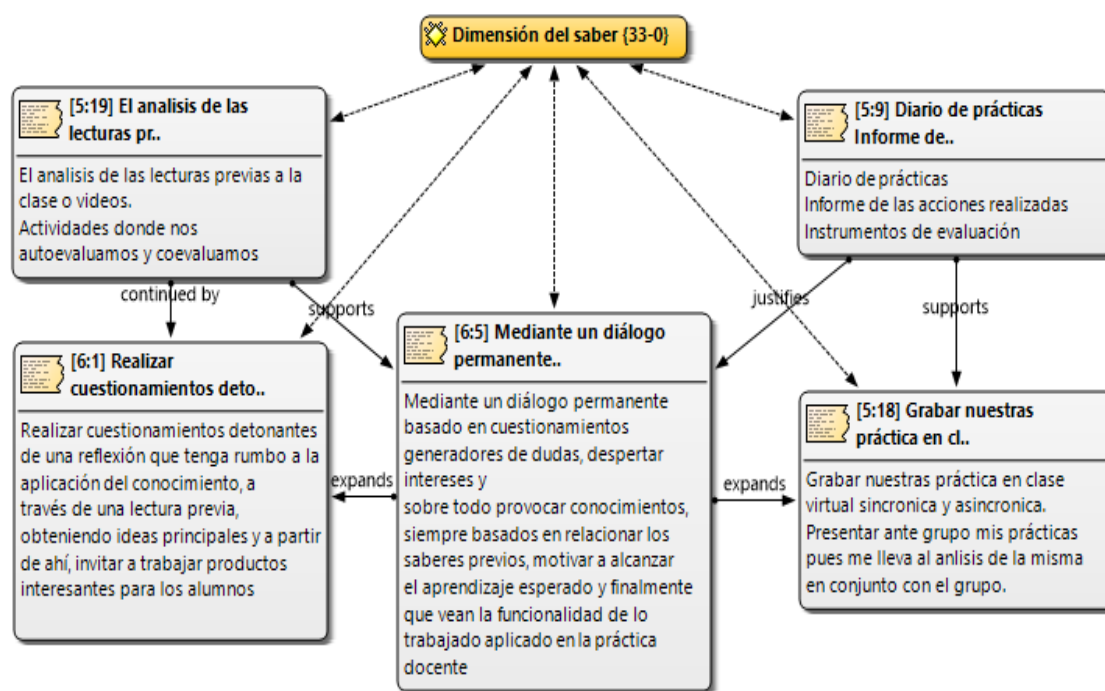 Dimensión del saber {33-0}
[5:19] El analisis de las
lecturas pr..
El analisis de las lecturas previas a la
clase o videos.
Actividades donde nos
autoevaluamos y coevaluamos
[5:9] Diario de prácticas
Informe de..
Diario de prácticas
Informe de las acciones realizadas
Instrumentos de evaluación
continued by
supports
justifies
supports
[6:1] Realizar
cuestionamientos deto..
Realizar cuestionamientos detonantes
de una reflexión que tenga rumbo a la
aplicación del conocimiento, a
través de una lectura previa,
obteniendo ideas principales y a partir
de ahí, invitar a trabajar productos
interesantes para los alumnos
expands
[6:5] Mediante un diálogo
permanente..
Mediante un diálogo permanente
basado en cuestionamientos
generadores de dudas, despertar
intereses y
sobre todo provocar conocimientos,
siempre basados en relacionar los
saberes previos, motivar a alcanzar
el aprendizaje esperado y finalmente
que vean la funcionalidad de lo
trabajado aplicado en la práctica
docente
expands
[5:18] Grabar nuestras
práctica en cl..
Grabar nuestras práctica en clase
virtual sincronica y asincronica.
Presentar ante grupo mis prácticas
pues me lleva al anlisis de la misma
en conjunto con el grupo.